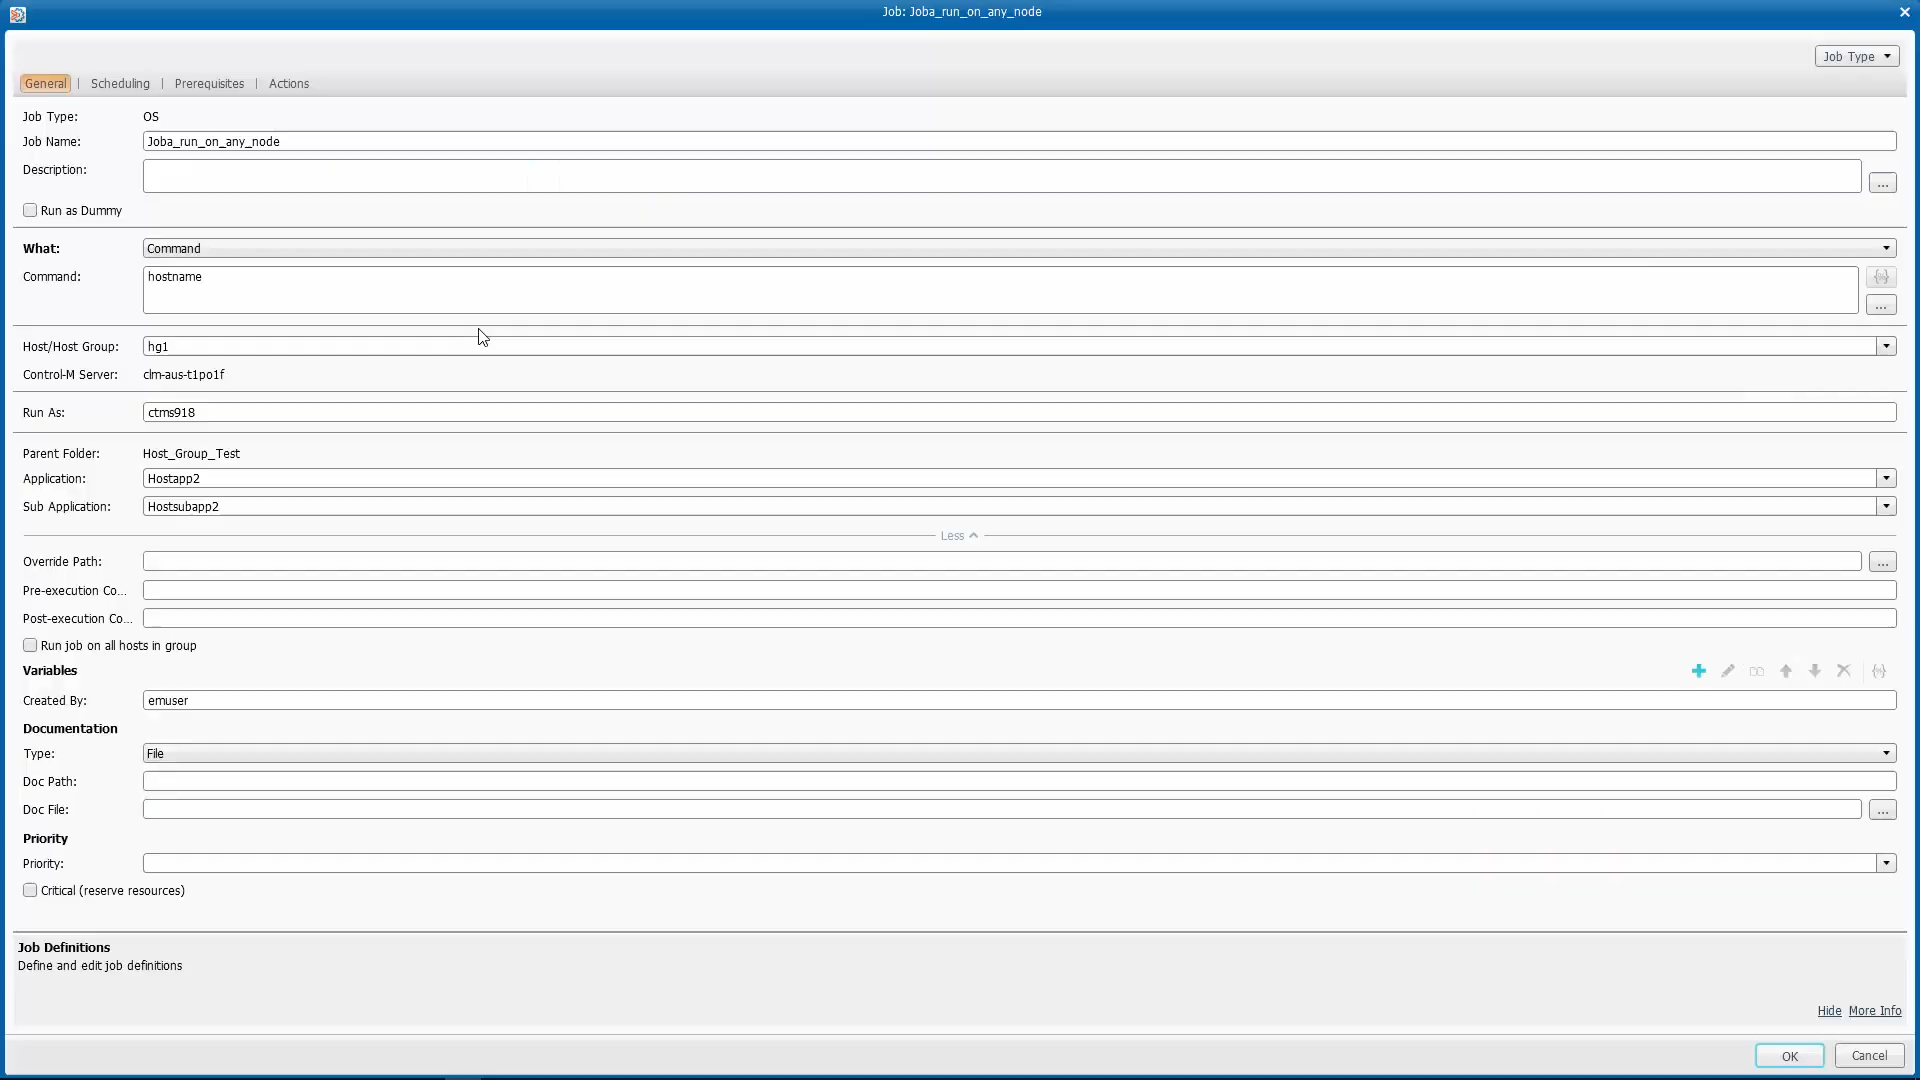 Job: Joba_run_on_any_node
Job Type
General | Scheduling | Prerequisites | Actions
Job Type: OS
Job Name: Joba_run_on_any_node
Description:
...
Run as Dummy
What: Command
Command: hostname
{%}
...
Host/Host Group: hg1
Control-M Server: clm-aus-t1po1f
Run As: ctms918
Parent Folder: Host_Group_Test
Application: Hostapp2
Sub Application: Hostsubapp2
Less
Override Path:
...
Pre-execution Co...
Post-execution Co...
Run job on all hosts in group
Variables
{%}
Created By: emuser
Documentation
Type: File
Doc Path:
Doc File:
...
Priority
Priority:
Critical (reserve resources)
Job Definitions
Define and edit job definitions
Hide More Info
OK Cancel